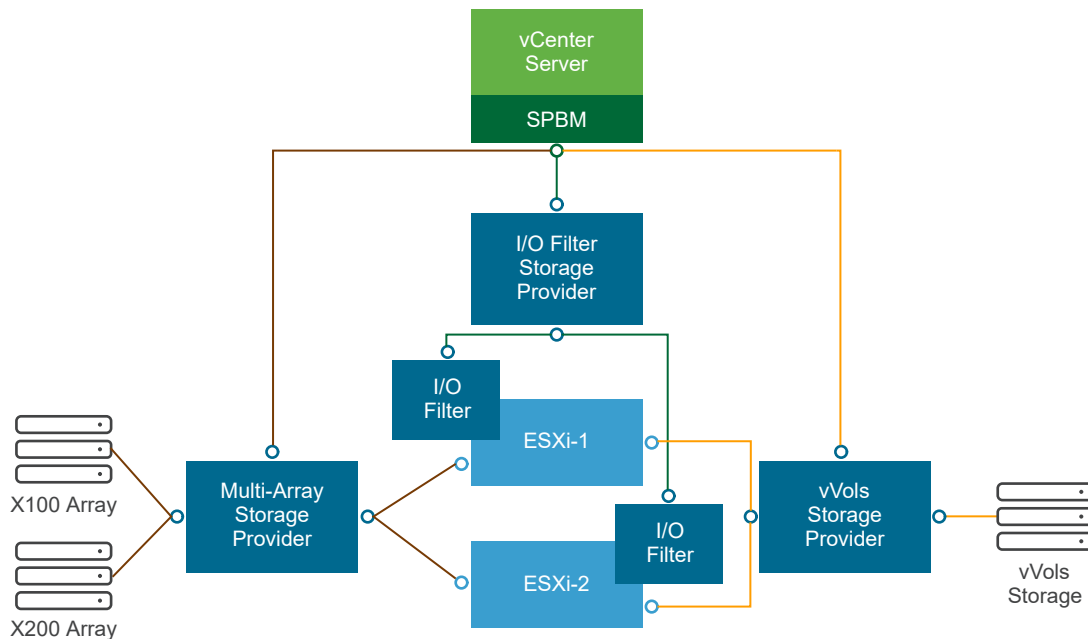 vCenter
Server
SPBM
I/O Filter
Storage
Provider
I/O
Filter
ESXi-1
X100 Array
Multi-Array
Storage
Provider
vVols
Storage
Provider
I/O
Filter
ESXi-2
vVols
Storage
X200 Array